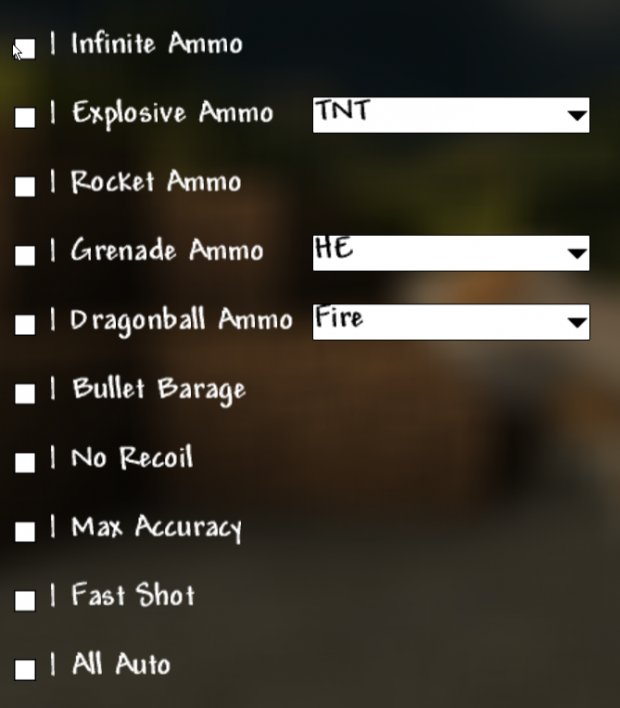 | Infinite Ammo
| Explosive Ammo TNT
| Rocket Ammo
| Grenade Ammo HE
| Dragonball Ammo Fire
| Bullet Barage
| No Recoil
| Max Accuracy
| Fast Shot
| All Auto